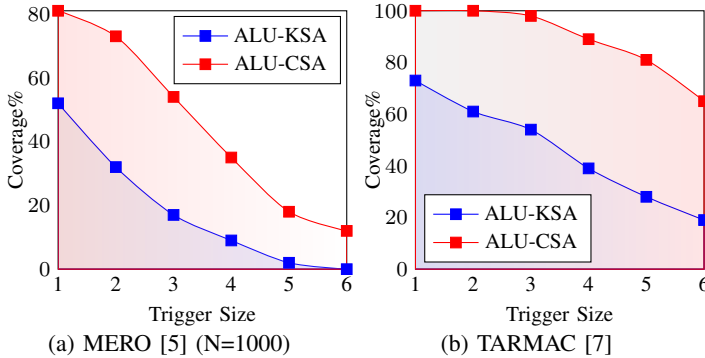 80
60
40
20
0
Coverage%
ALU-KSA
ALU-CSA
1 2 3 4 5 6
Trigger Size
(a) MERO [5] (N=1000)
100
80
60
40
20
0
Coverage%
ALU-KSA
ALU-CSA
1 2 3 4 5 6
Trigger Size
(b) TARMAC [7]